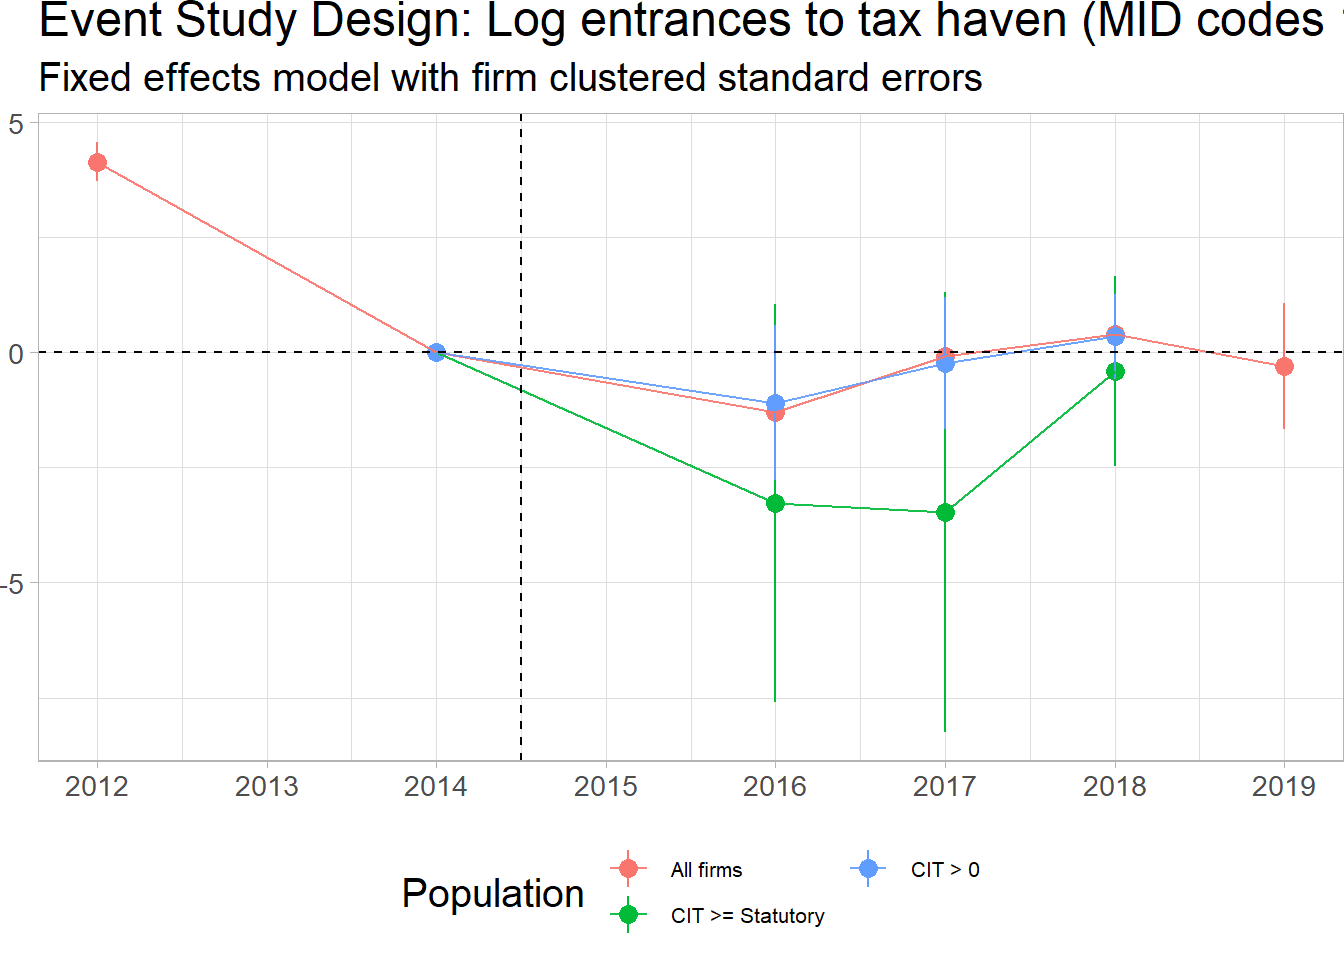 Event Study Design: Log entrances to tax haven (MID codes
Fixed effects model with firm clustered standard errors
5
0
-5
2012 2013 2014 2015 2016 2017 2018 2019
Population
All firms
CIT > 0
CIT >= Statutory